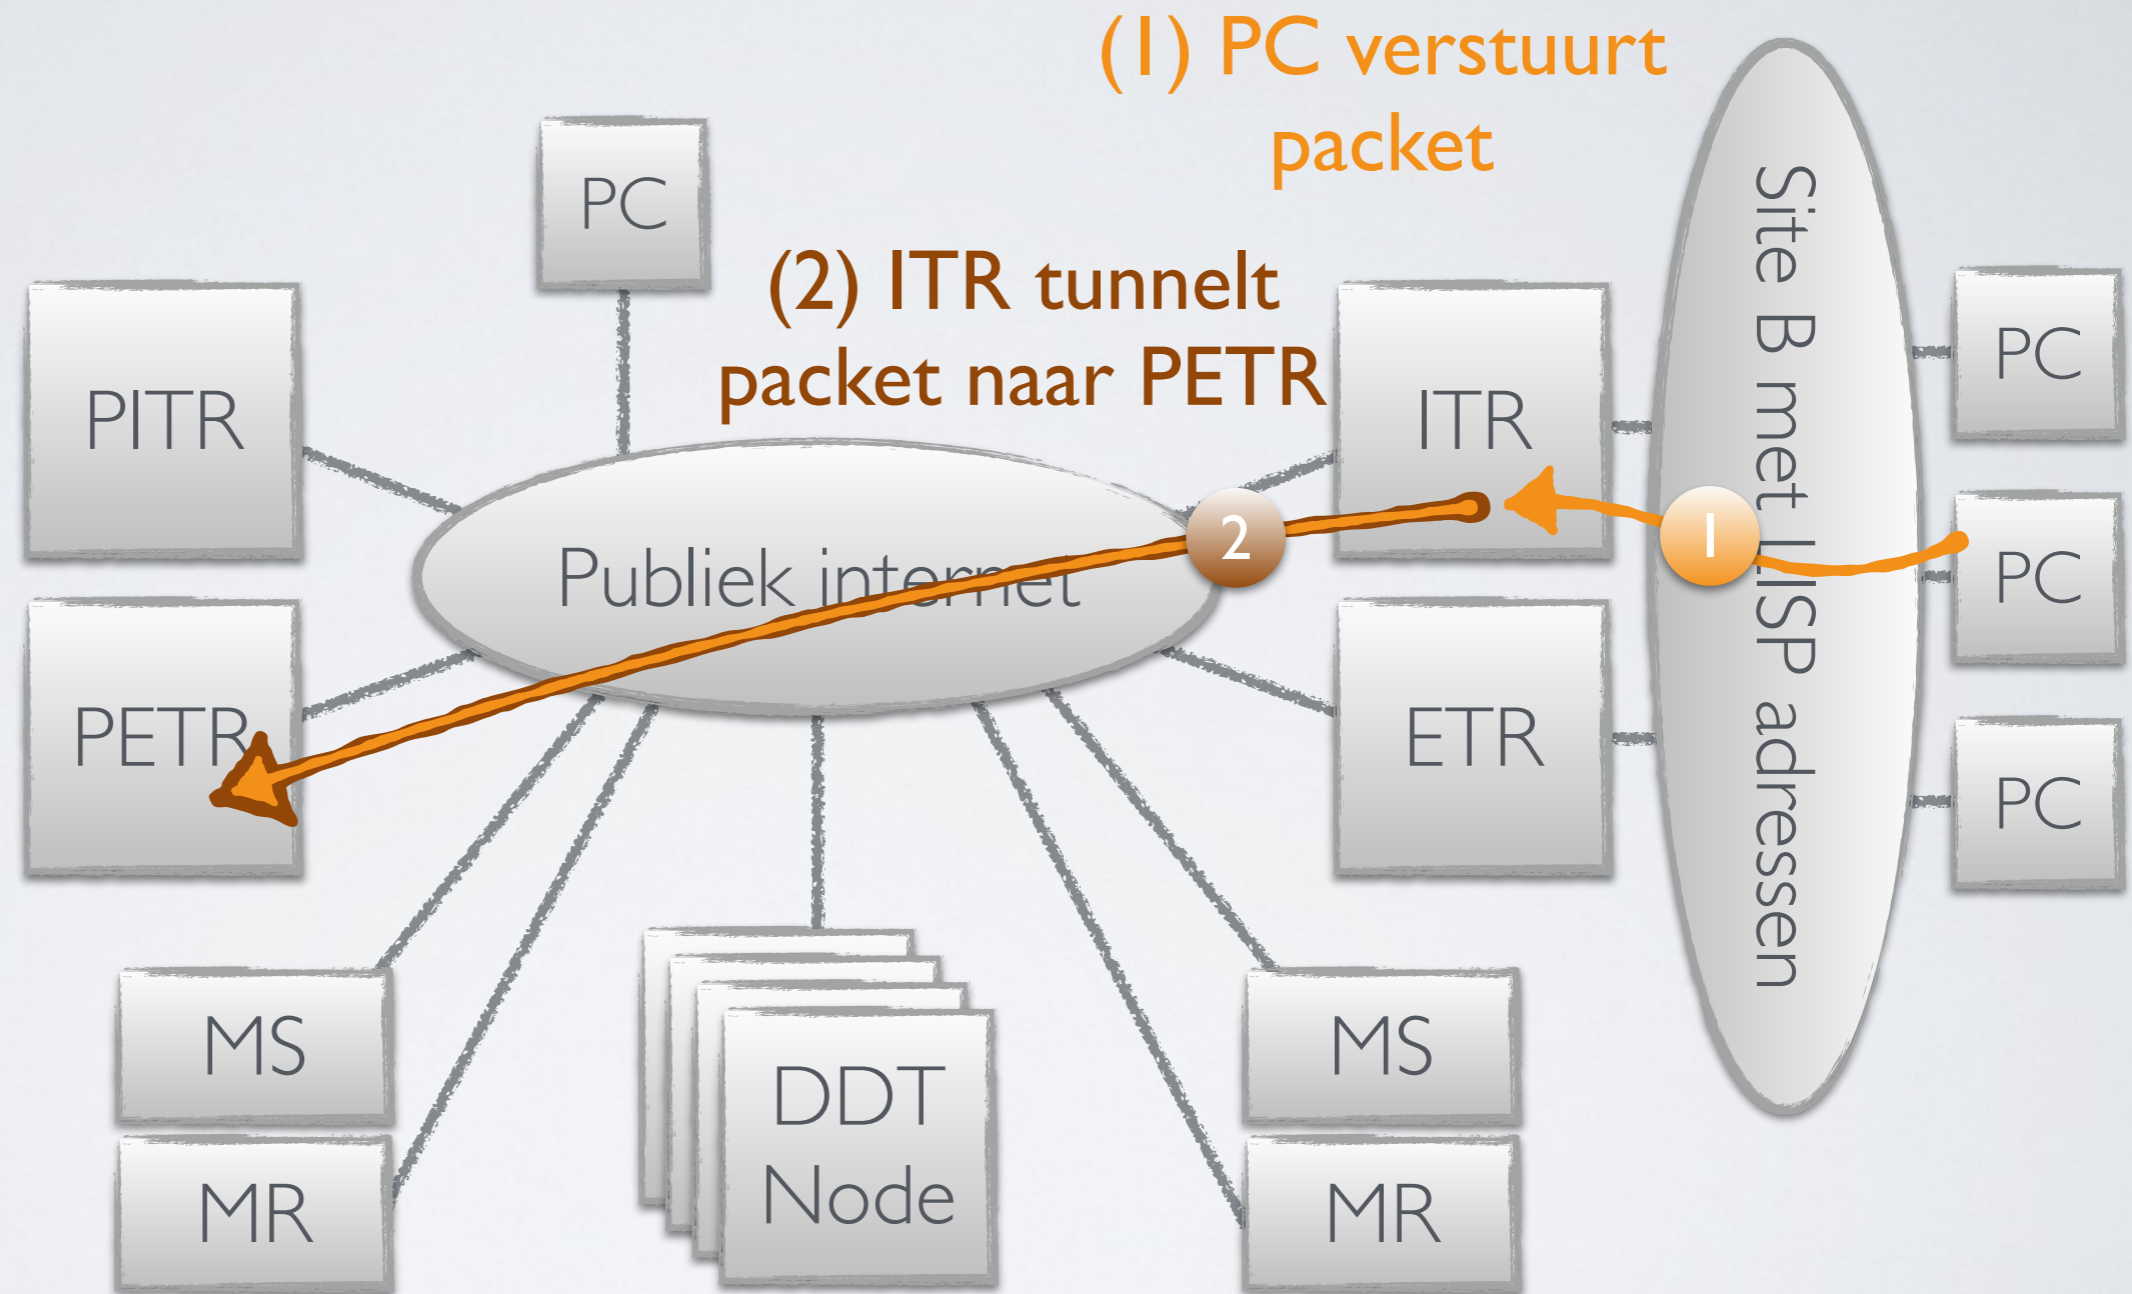 (1) PC verstuurt
packet
PC
(2) ITR tunnelt
packet naar PETR
PITR
ITR
PC
Site B met LISP adressen
Publiek internet
2
1
PC
PETR
ETR
PC
MS
MR
DDT
Node
MS
MR